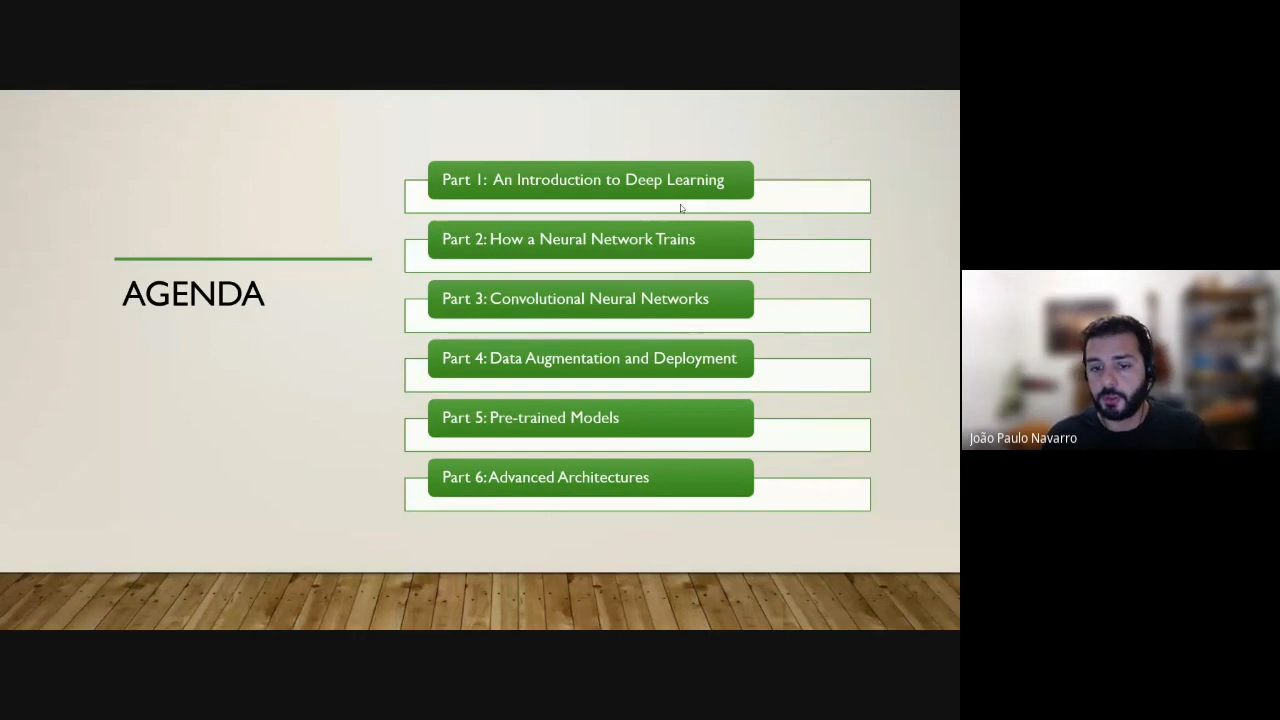 AGENDA
Part 1: An Introduction to Deep Learning
Part 2: How a Neural Network Trains
Part 3: Convolutional Neural Networks
Part 4: Data Augmentation and Deployment
Part 5: Pre-trained Models
Part 6: Advanced Architectures
João Paulo Navarro